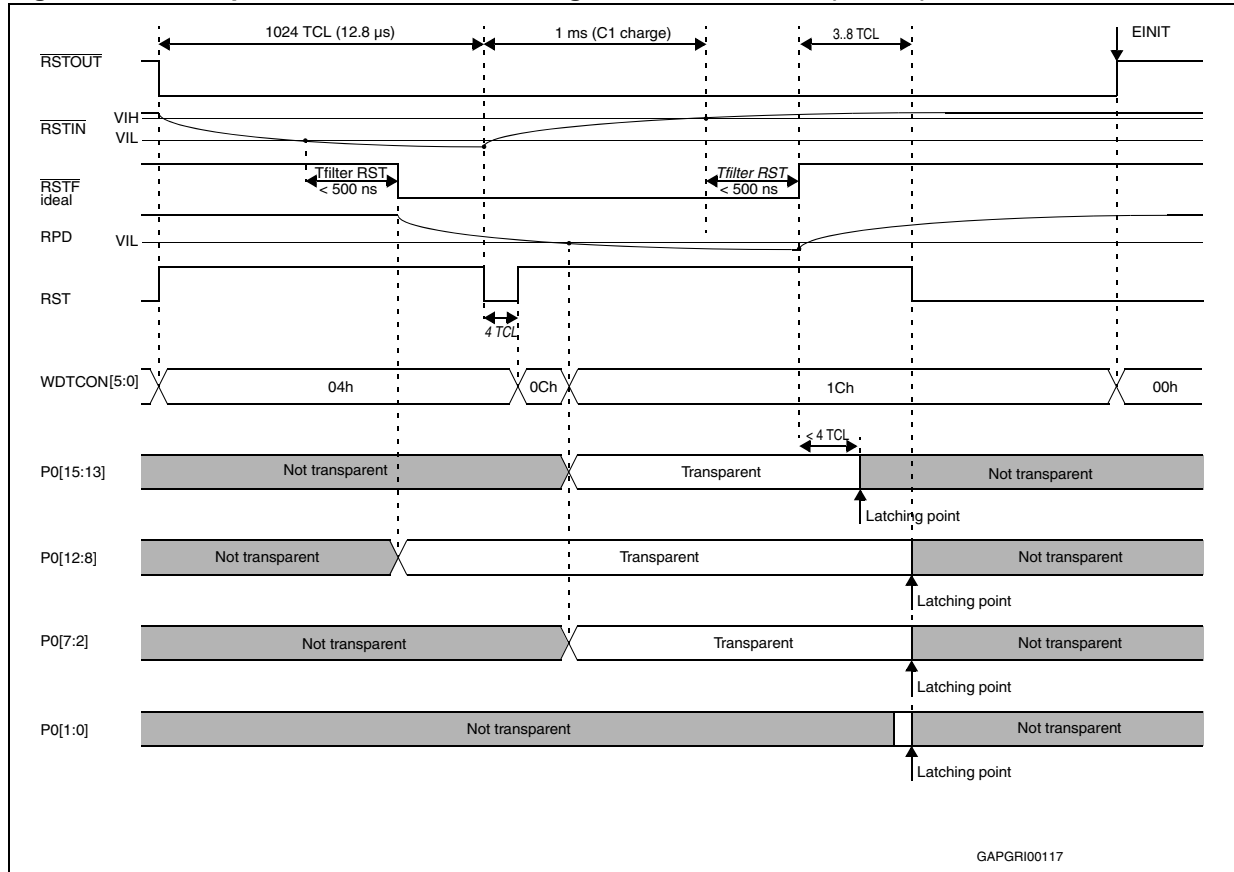 1024 TCL (12.8 µs)
1 ms (C1 charge)
3..8 TCL
EINIT
RSTOUT
RSTIN
VIH
VIL
Tfilter RST
< 500 ns
Tfilter RST
< 500 ns
RSTF
ideal
RPD
VIL
RST
4 TCL
WDTCON[5:0]
04h
0Ch
1Ch
00h
< 4 TCL
P0[15:13]
Not transparent
Transparent
Not transparent
Latching point
P0[12:8]
Not transparent
Transparent
Not transparent
Latching point
P0[7:2]
Not transparent
Transparent
Not transparent
Latching point
P0[1:0]
Not transparent
Not transparent
Latching point
GAPGRI00117